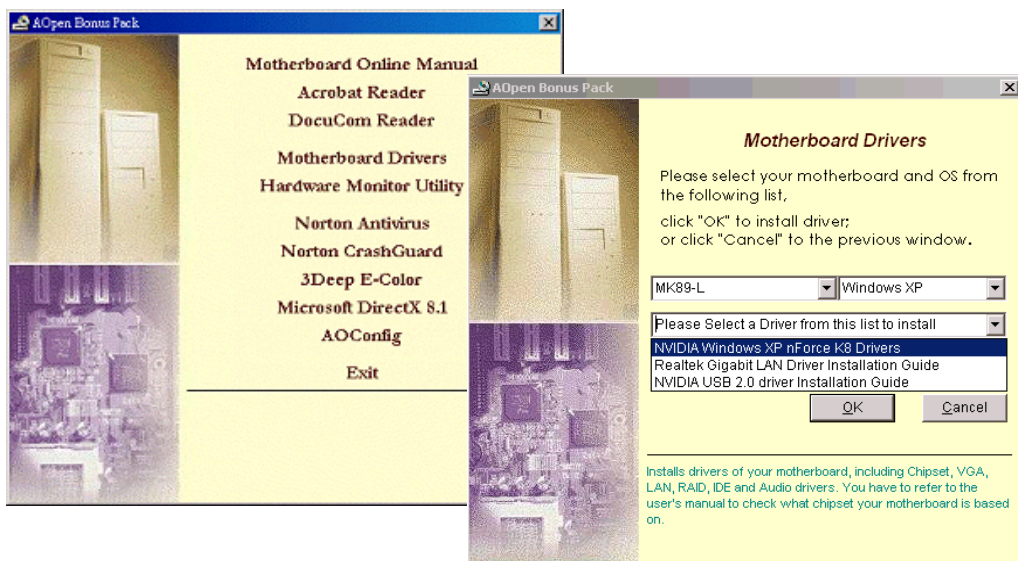 AOpen Bonus Pack
Motherboard Online Manual
Acrobat Reader
DocuCom Reader
Motherboard Drivers
Hardware Monitor Utility
Norton Antivirus
Norton CrashGuard
3Deep E-Color
Microsoft DirectX 8.1
AOConfig
Exit
AOpen Bonus Pack
Motherboard Drivers
Please select your motherboard and OS from
the following list,
click "OK" to install driver;
or click "Cancel" to the previous window.
MK89-L Windows XP
Please Select a Driver from this list to install
NVIDIA Windows XP nForce K8 Drivers
Realtek Gigabit LAN Driver Installation Guide
NVIDIA USB 2.0 driver Installation Guide
OK Cancel
Installs drivers of your motherboard, including Chipset, VGA,
LAN, RAID, IDE and Audio drivers. You have to refer to the
user's manual to check what chipset your motherboard is based
on.